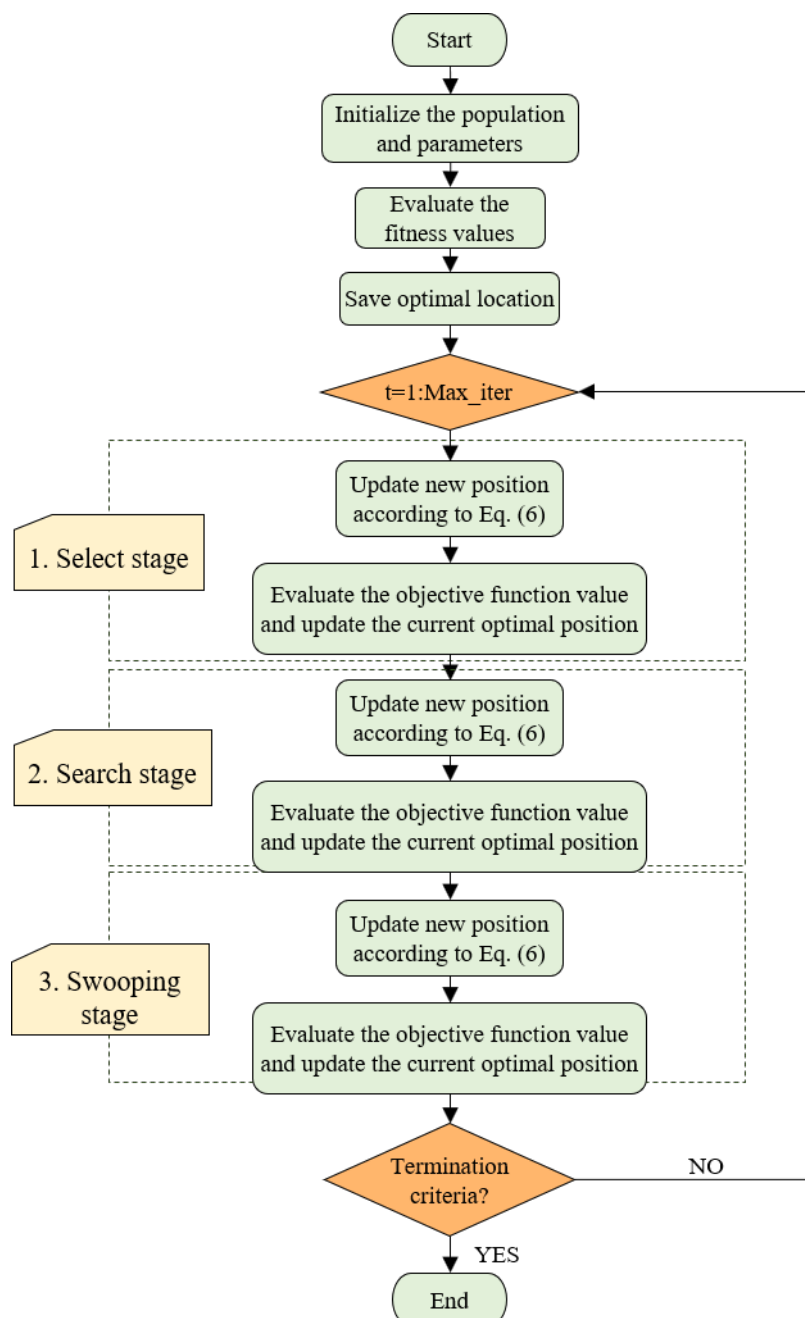 Start
Initialize the population
and parameters
Evaluate the
fitness values
Save optimal location
t=1:Max_iter
Update new position
according to Eq. (6)
1. Select stage
Evaluate the objective function value
and update the current optimal position
Update new position
according to Eq. (6)
2. Search stage
Evaluate the objective function value
and update the current optimal position
Update new position
according to Eq. (6)
3. Swooping
stage
Evaluate the objective function value
and update the current optimal position
Termination
criteria?
NO
YES
End